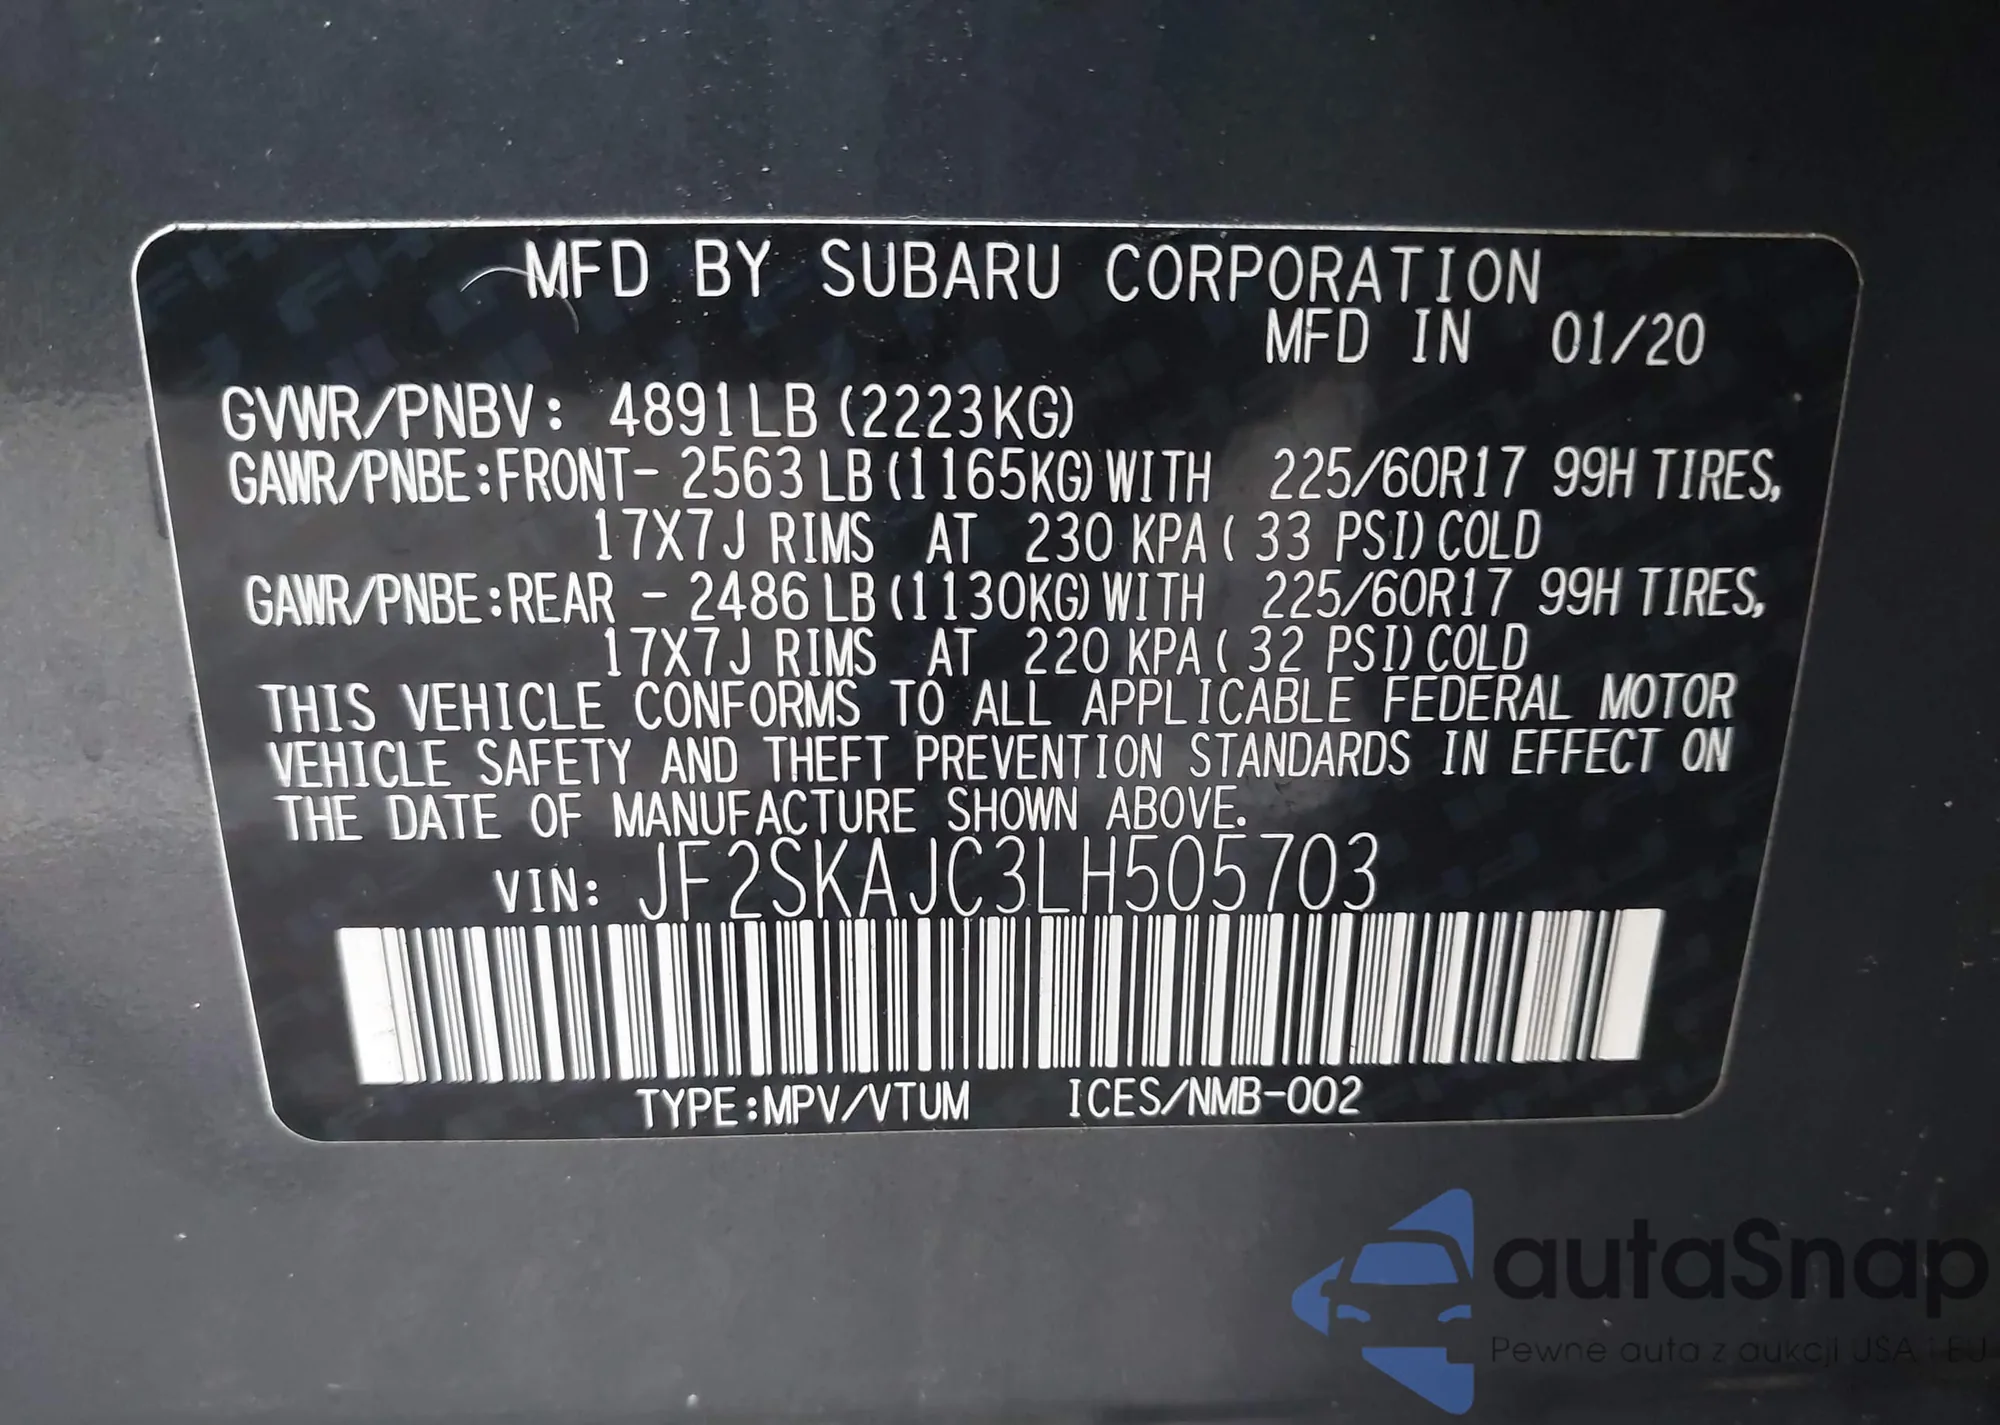 MFD BY SUBARU CORPORATION
MFD IN 01/20
GVWR/PNBV: 4891LB (2223KG)
GAWR/PNBE:FRONT- 2563 LB (1165KG) WITH 225/60R17 99H TIRES,
17X7J RIMS AT 230 KPA ( 33 PSI) COLD
GAWR/PNBE:REAR - 2486 LB (1130KG) WITH 225/60R17 99H TIRES,
17X7J RIMS AT 220 KPA ( 32 PSI) COLD
THIS VEHICLE CONFORMS TO ALL APPLICABLE FEDERAL MOTOR
VEHICLE SAFETY AND THEFT PREVENTION STANDARDS IN EFFECT ON
THE DATE OF MANUFACTURE SHOWN ABOVE.
VIN: JF2SKAJC3LH505703
TYPE:MPV/VTUM ICES/NMB-002
autaSnap
Pewne auta z aukcji USA i EU